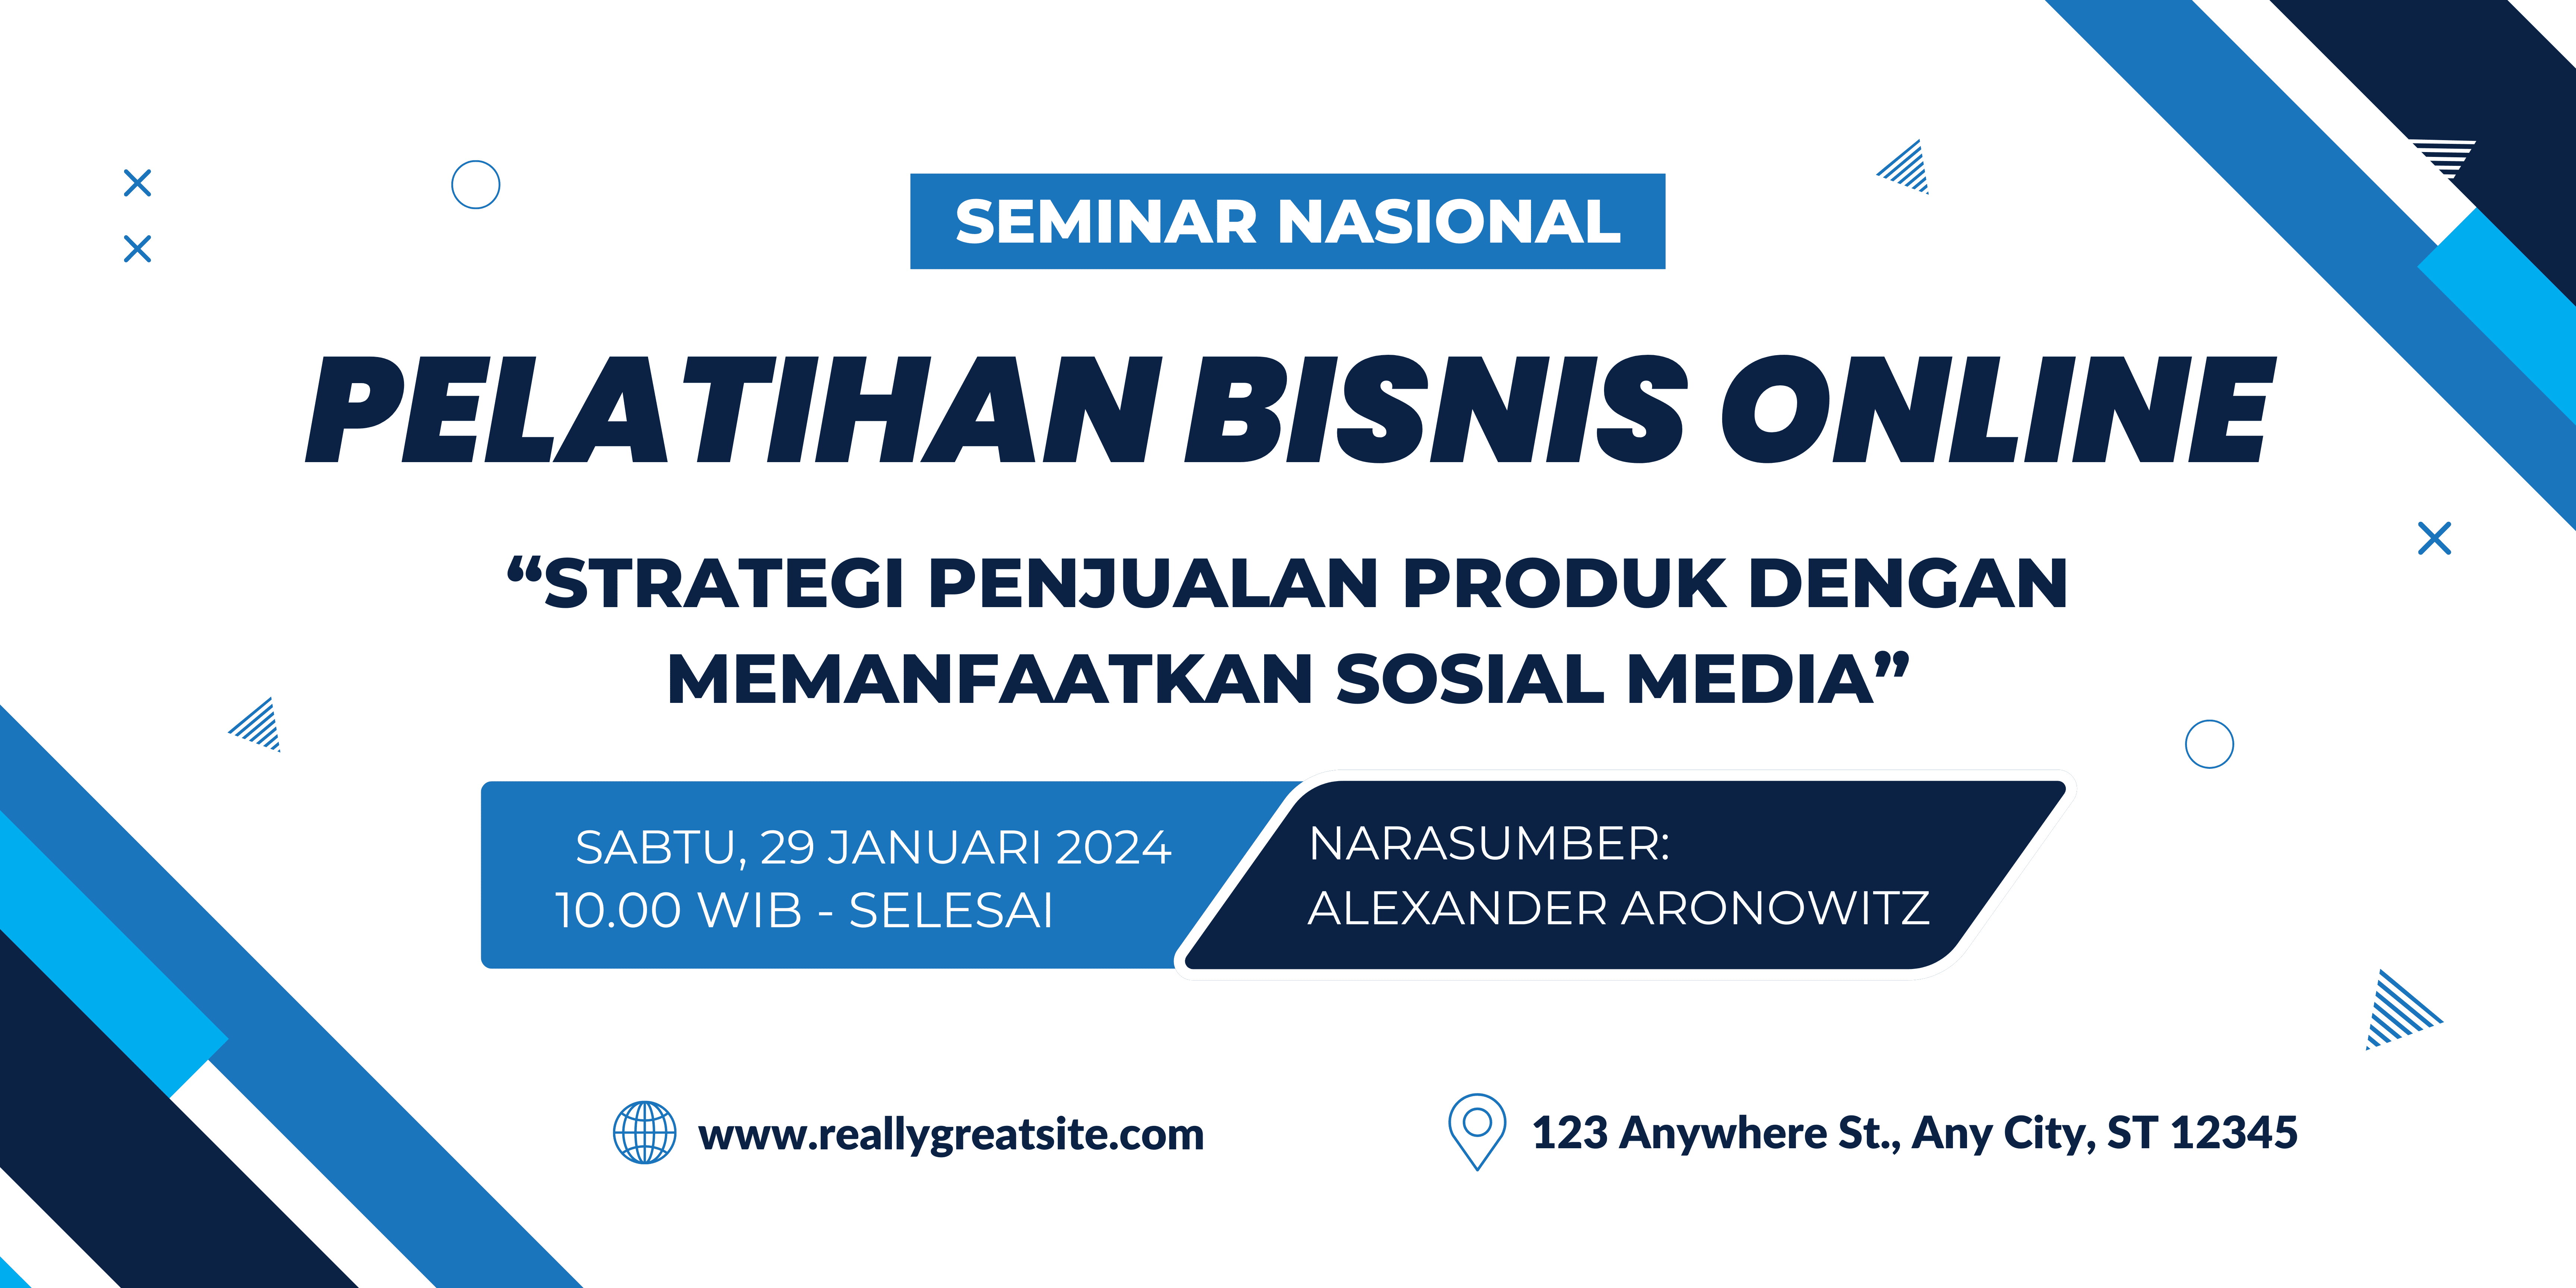 SEMINAR NASIONAL
PELATIHAN BISNIS ONLINE
“STRATEGI PENJUALAN PRODUK DENGAN
MEMANFAATKAN SOSIAL MEDIA”
SABTU, 29 JANUARI 2024
10.00 WIB - SELESAI
NARASUMBER:
ALEXANDER ARONOWITZ
www.reallygreatsite.com
123 Anywhere St., Any City, ST 12345